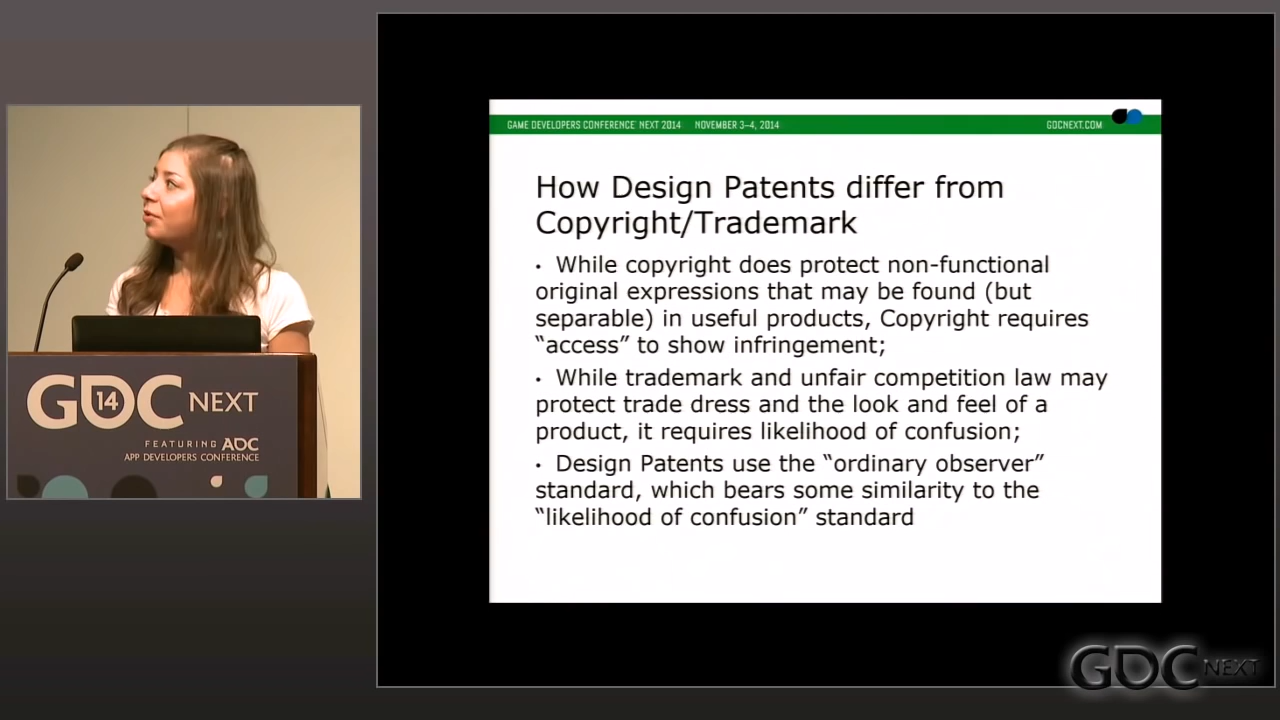 GAME DEVELOPERS CONFERENCE NEXT 2014 NOVEMBER 3–4, 2014 GDCNEXT.COM
How Design Patents differ from
Copyright/Trademark
· While copyright does protect non-functional
original expressions that may be found (but
separable) in useful products, Copyright requires
“access” to show infringement;
· While trademark and unfair competition law may
protect trade dress and the look and feel of a
product, it requires likelihood of confusion;
· Design Patents use the “ordinary observer”
standard, which bears some similarity to the
“likelihood of confusion” standard
GDC 14 NEXT
FEATURING ADC
APP DEVELOPERS CONFERENCE
GDC NEXT